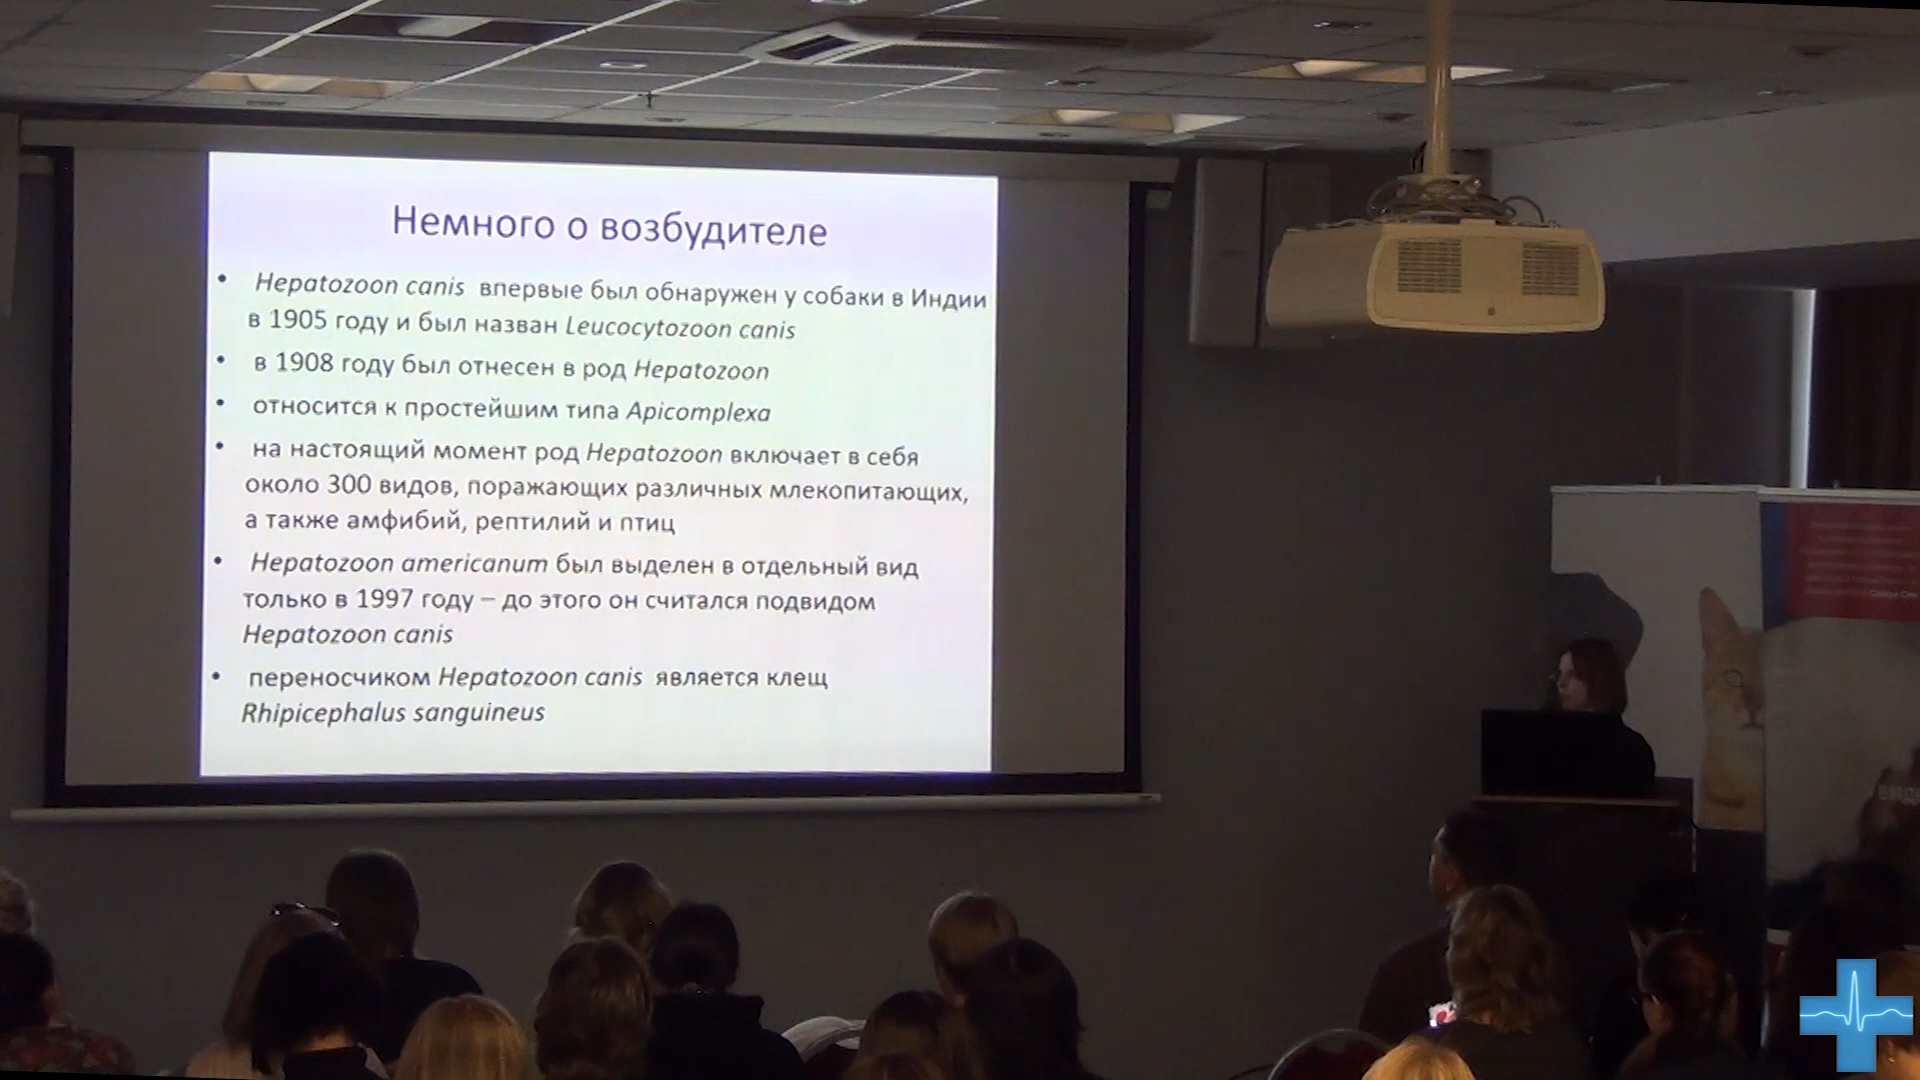 Немного о возбудителе
• Hepatozoon canis впервые был обнаружен у собаки в Индии
в 1905 году и был назван Leucocytozoon canis
• в 1908 году был отнесен в род Hepatozoon
• относится к простейшим типа Apicomplexa
• на настоящий момент род Hepatozoon включает в себя
около 300 видов, поражающих различных млекопитающих,
а также амфибий, рептилий и птиц
• Hepatozoon americanum был выделен в отдельный вид
только в 1997 году – до этого он считался подвидом
Hepatozoon canis
• переносчиком Hepatozoon canis является клещ
Rhipicephalus sanguineus